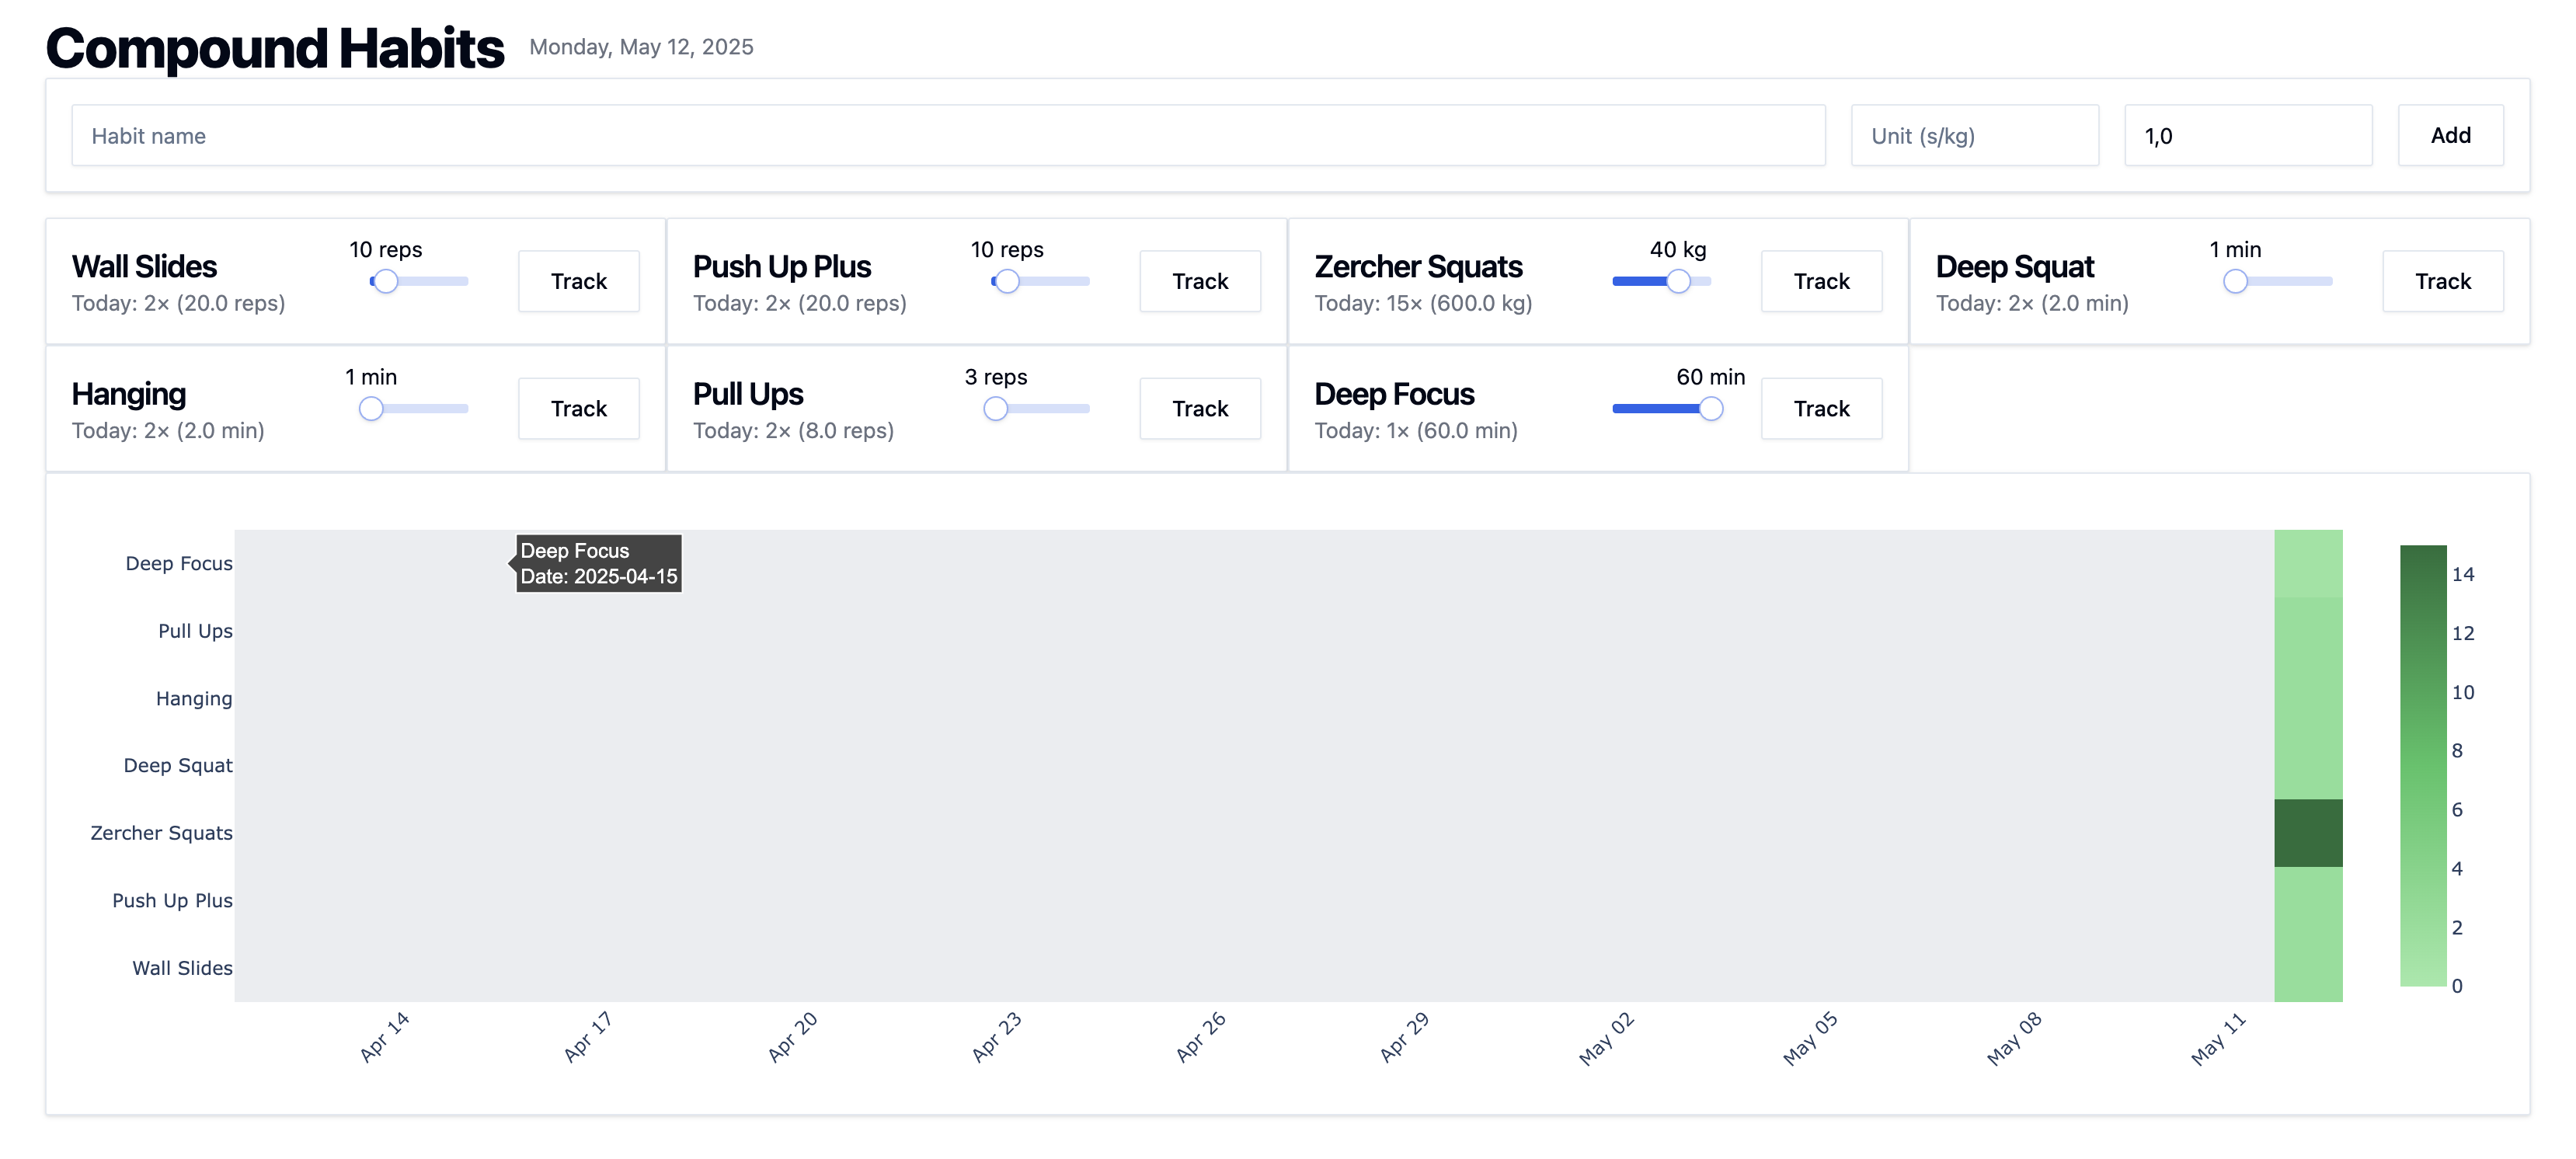 Compound Habits Monday, May 12, 2025
Habit name Unit (s/kg) 1,0 Add
Wall Slides
Today: 2× (20.0 reps)
10 reps
Track
Push Up Plus
Today: 2× (20.0 reps)
10 reps
Track
Zercher Squats
Today: 15× (600.0 kg)
40 kg
Track
Deep Squat
Today: 2× (2.0 min)
1 min
Track
Hanging
Today: 2× (2.0 min)
1 min
Track
Pull Ups
Today: 2× (8.0 reps)
3 reps
Track
Deep Focus
Today: 1× (60.0 min)
60 min
Track
Deep Focus
Pull Ups
Hanging
Deep Squat
Zercher Squats
Push Up Plus
Wall Slides
Deep Focus
Date: 2025-04-15
Apr 14 Apr 17 Apr 20 Apr 23 Apr 26 Apr 29 May 02 May 05 May 08 May 11
14
12
10
8
6
4
2
0